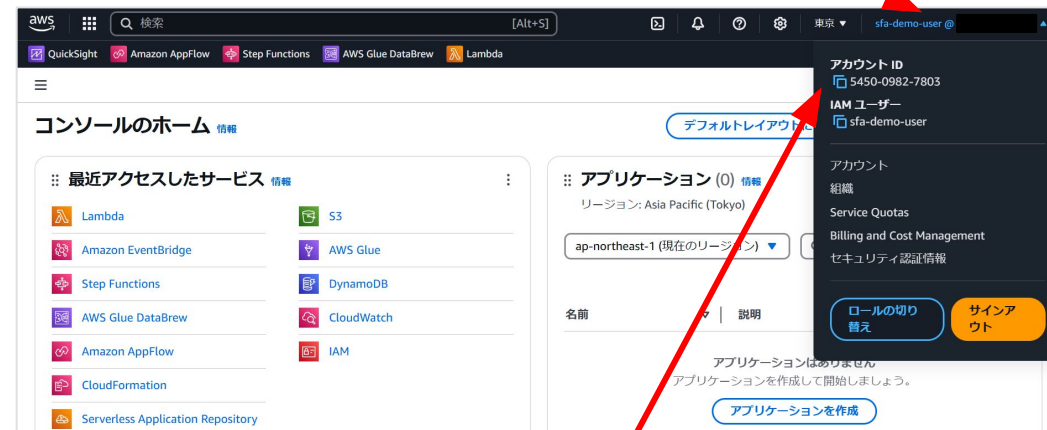 aws
検索 [Alt+S] 東京 ▼ sfa-demo-user @
QuickSight Amazon AppFlow Step Functions AWS Glue DataBrew Lambda
アカウント ID
5450-0982-7803
IAM ユーザー
sfa-demo-user
アカウント
組織
Service Quotas
Billing and Cost Management
セキュリティ認証情報
ロールの切り
替え
サインア
ウト
コンソールのホーム 情報
デフォルトレイアウトに
最近アクセスしたサービス 情報
Lambda
Amazon EventBridge
Step Functions
AWS Glue DataBrew
Amazon AppFlow
CloudFormation
Serverless Application Repository
S3
AWS Glue
DynamoDB
CloudWatch
IAM
アプリケーション (0) 情報
リージョン: Asia Pacific (Tokyo)
ap-northeast-1 (現在のリージョン) ▼
名前 説明
アプリケーションはありません
アプリケーションを作成して開始しましょう。
アプリケーションを作成